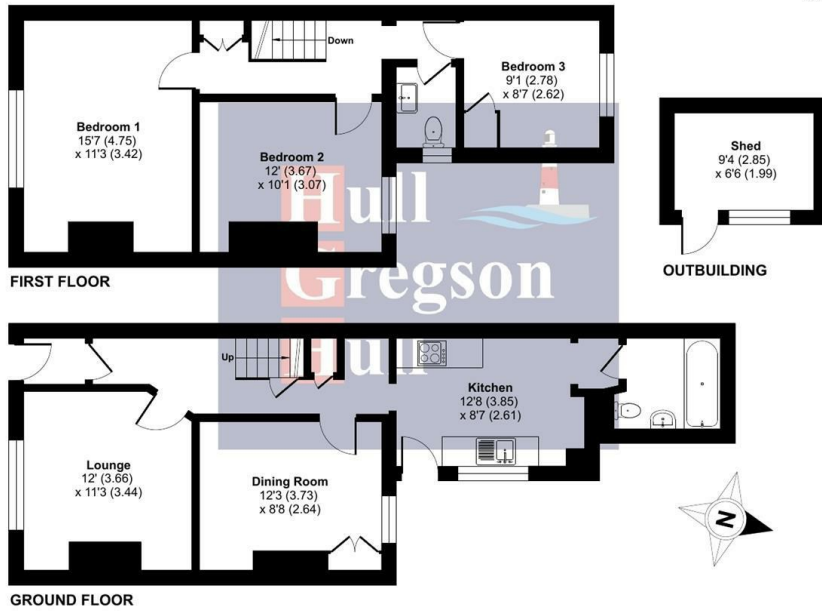 Down
Bedroom 3
9'1 (2.78)
x 8'7 (2.62)
Bedroom 1
15'7 (4.75)
x 11'3 (3.42)
Bedroom 2
12' (3.67)
x 10'1 (3.07)
Shed
9'4 (2.85)
x 6'6 (1.99)
Hull
Gregson
Hull
FIRST FLOOR
OUTBUILDING
Up
Kitchen
12'8 (3.85)
x 8'7 (2.61)
Lounge
12' (3.66)
x 11'3 (3.44)
Dining Room
12'3 (3.73)
x 8'8 (2.64)
N
GROUND FLOOR